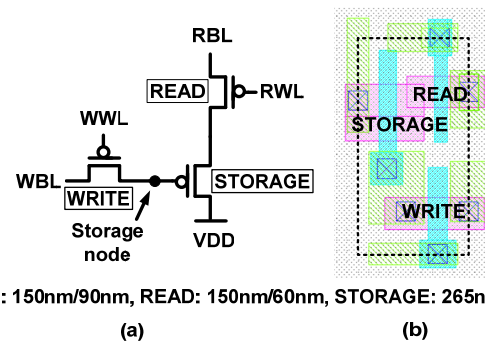 RBL
READ
RWL
WWL
WBL
WRITE
STORAGE
Storage
node
VDD
READ
STORAGE
WRITE
: 150nm/90nm, READ: 150nm/60nm, STORAGE: 265n
(a)
(b)